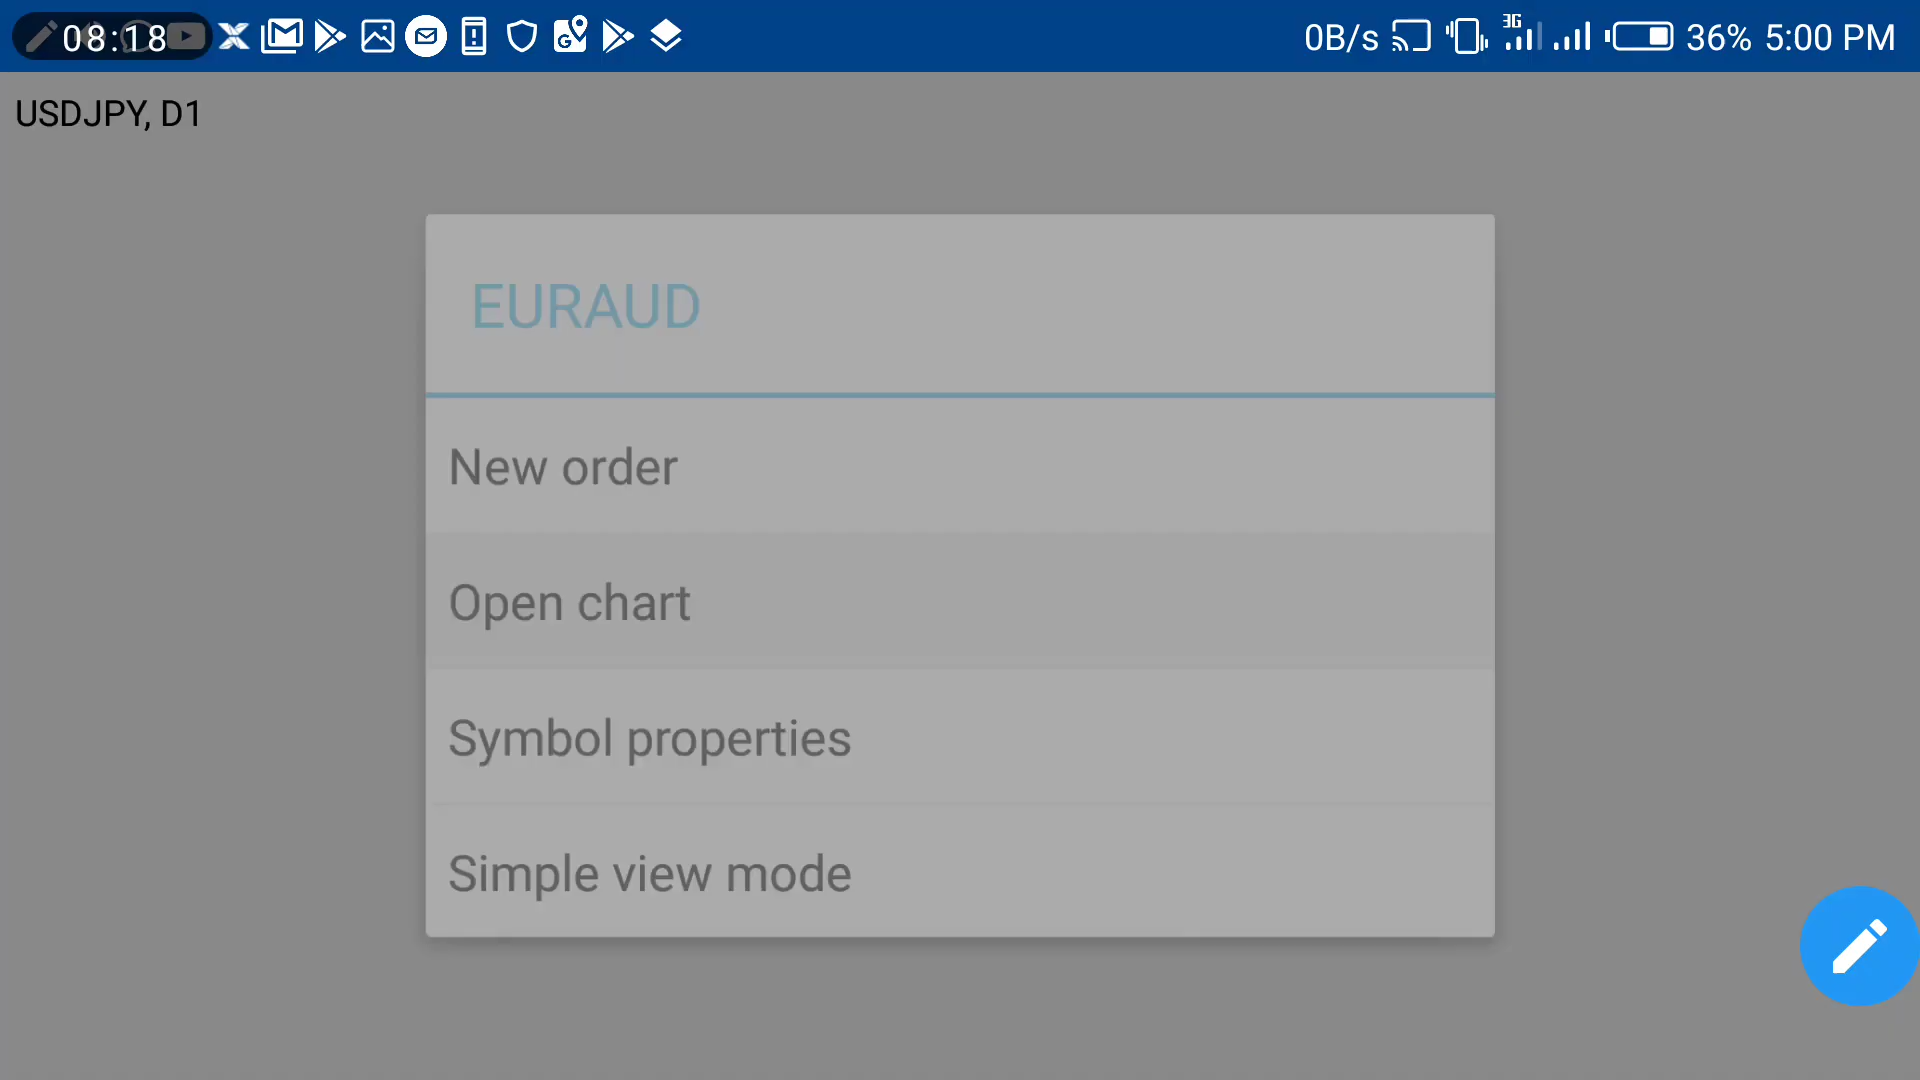 08:18 0B/s 3G 36% 5:00 PM
USDJPY, D1
EURAUD
New order
Open chart
Symbol properties
Simple view mode